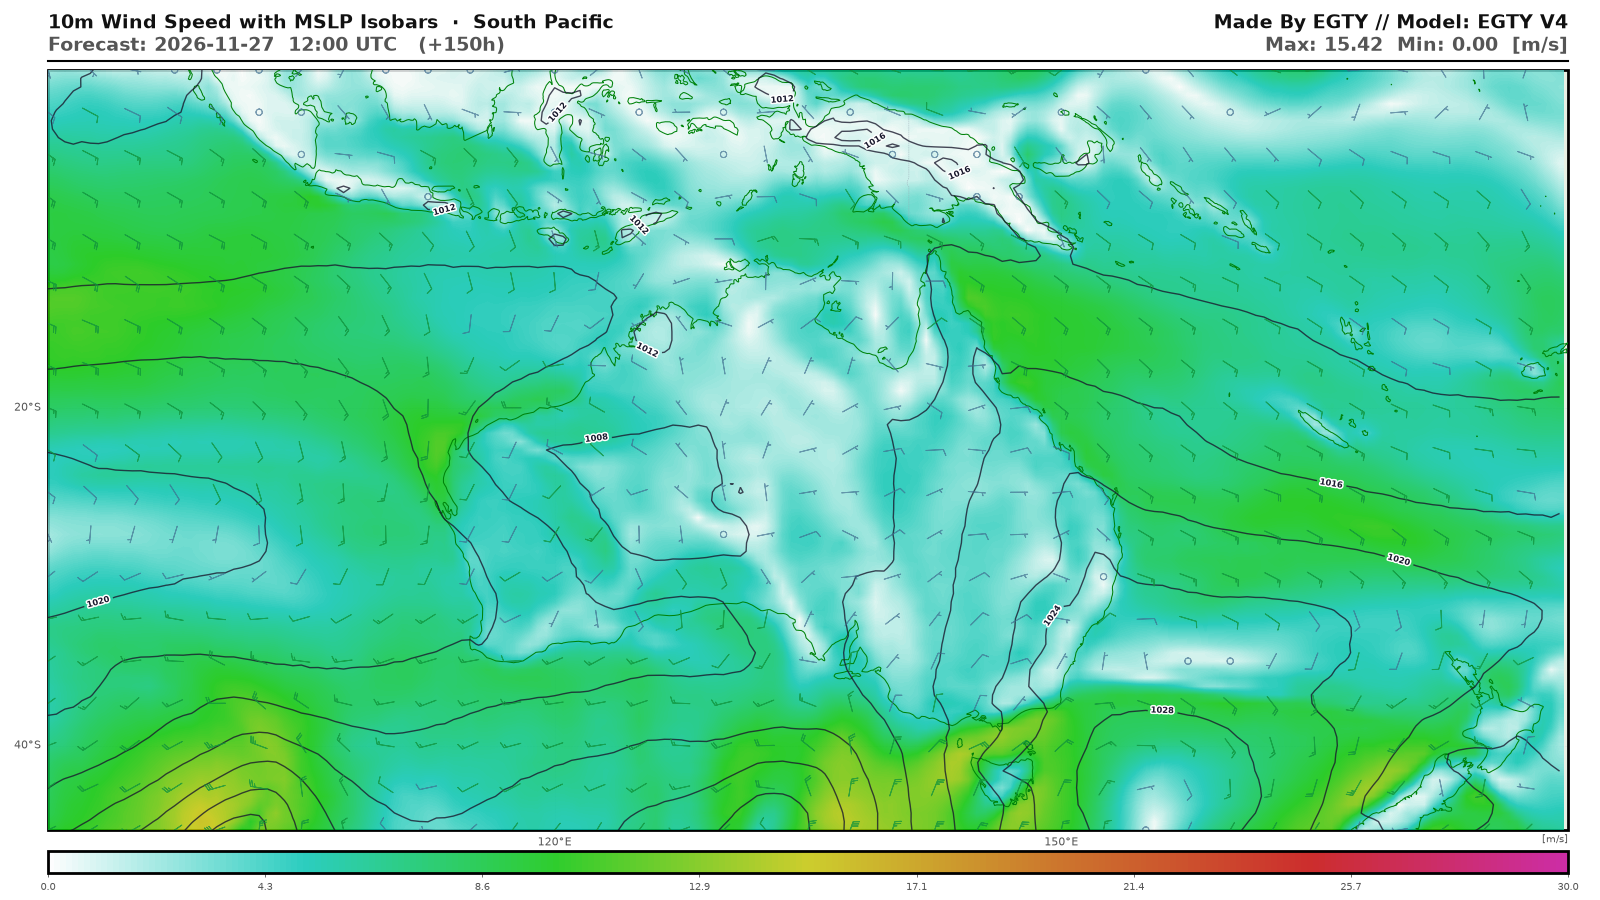 10m Wind Speed with MSLP Isobars · South Pacific
Made By EGTY // Model: EGTY V4
Forecast: 2026-11-27 12:00 UTC (+150h)
Max: 15.42 Min: 0.00 [m/s]
1012
1012
1016
1016
1012
1012
1012
20°S
1008
1016
1020
1020
1024
1028
40°S
120°E
150°E
[m/s]
0.0
4.3
8.6
12.9
17.1
21.4
25.7
30.0